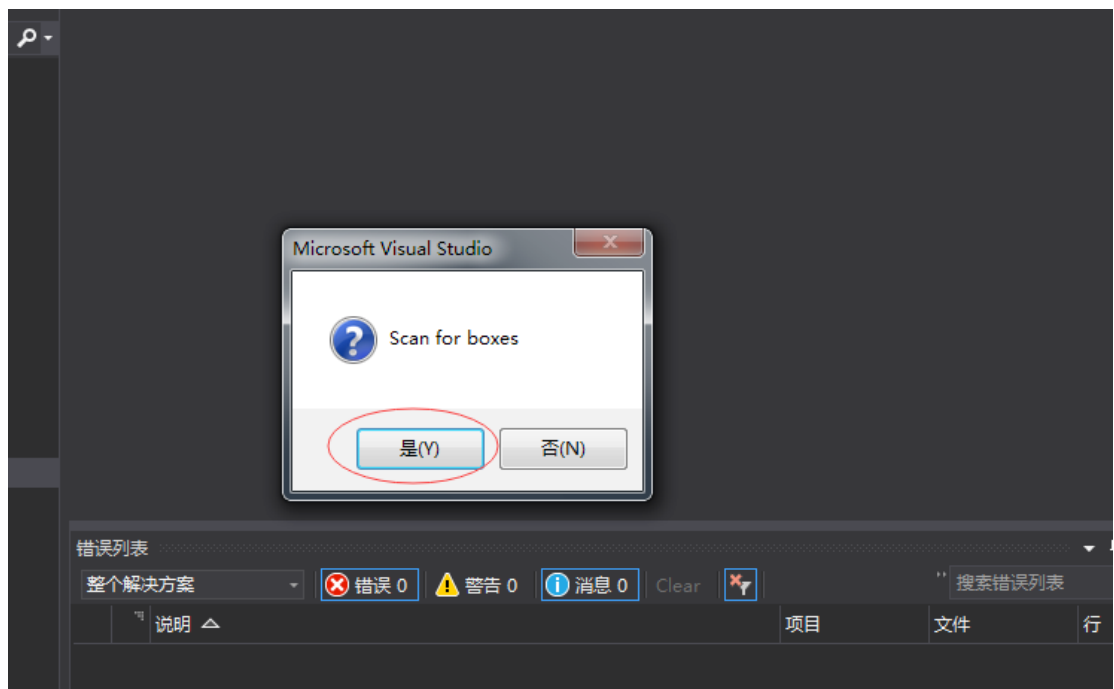 Microsoft Visual Studio
Scan for boxes
是(Y) 否(N)
错误列表
整个解决方案 错误 0 警告 0 消息 0 Clear 搜索错误列表
说明 项目 文件 行